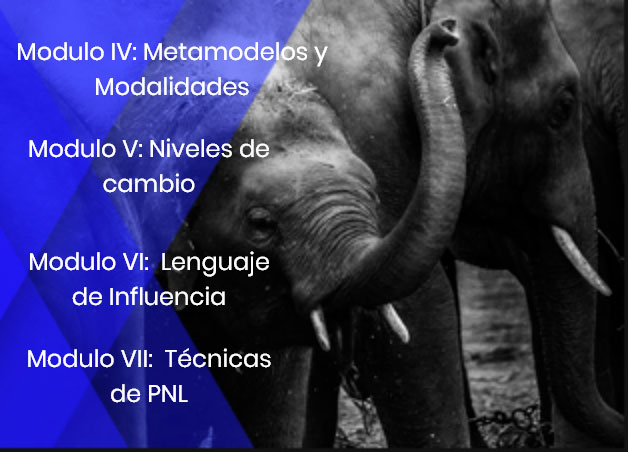 Modulo IV: Metamodelos y
Modalidades
Modulo V: Niveles de
cambio
Modulo VI: Lenguaje
de Influencia
Modulo VII: Técnicas
de PNL